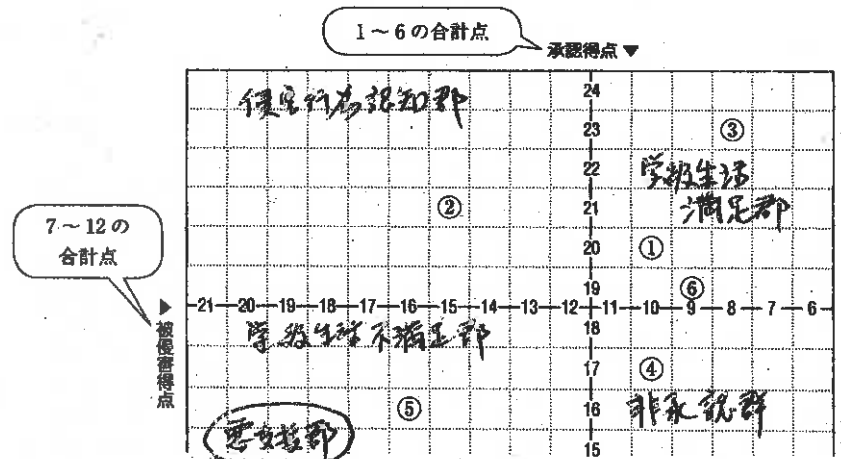 1～6の合計点
承認得点▼
24
侵害行為認知郡
23
③
22
学級生活
満足郡
②
21
7～12の
合計点
20
①
19
⑥
▶
21 20 19 18 17 16 15 14 13 12 11 10 9 8 7 6
被侵害得点
18
学級生活不満足郡
17
④
⑤
16
非承認群
要支援郡
15